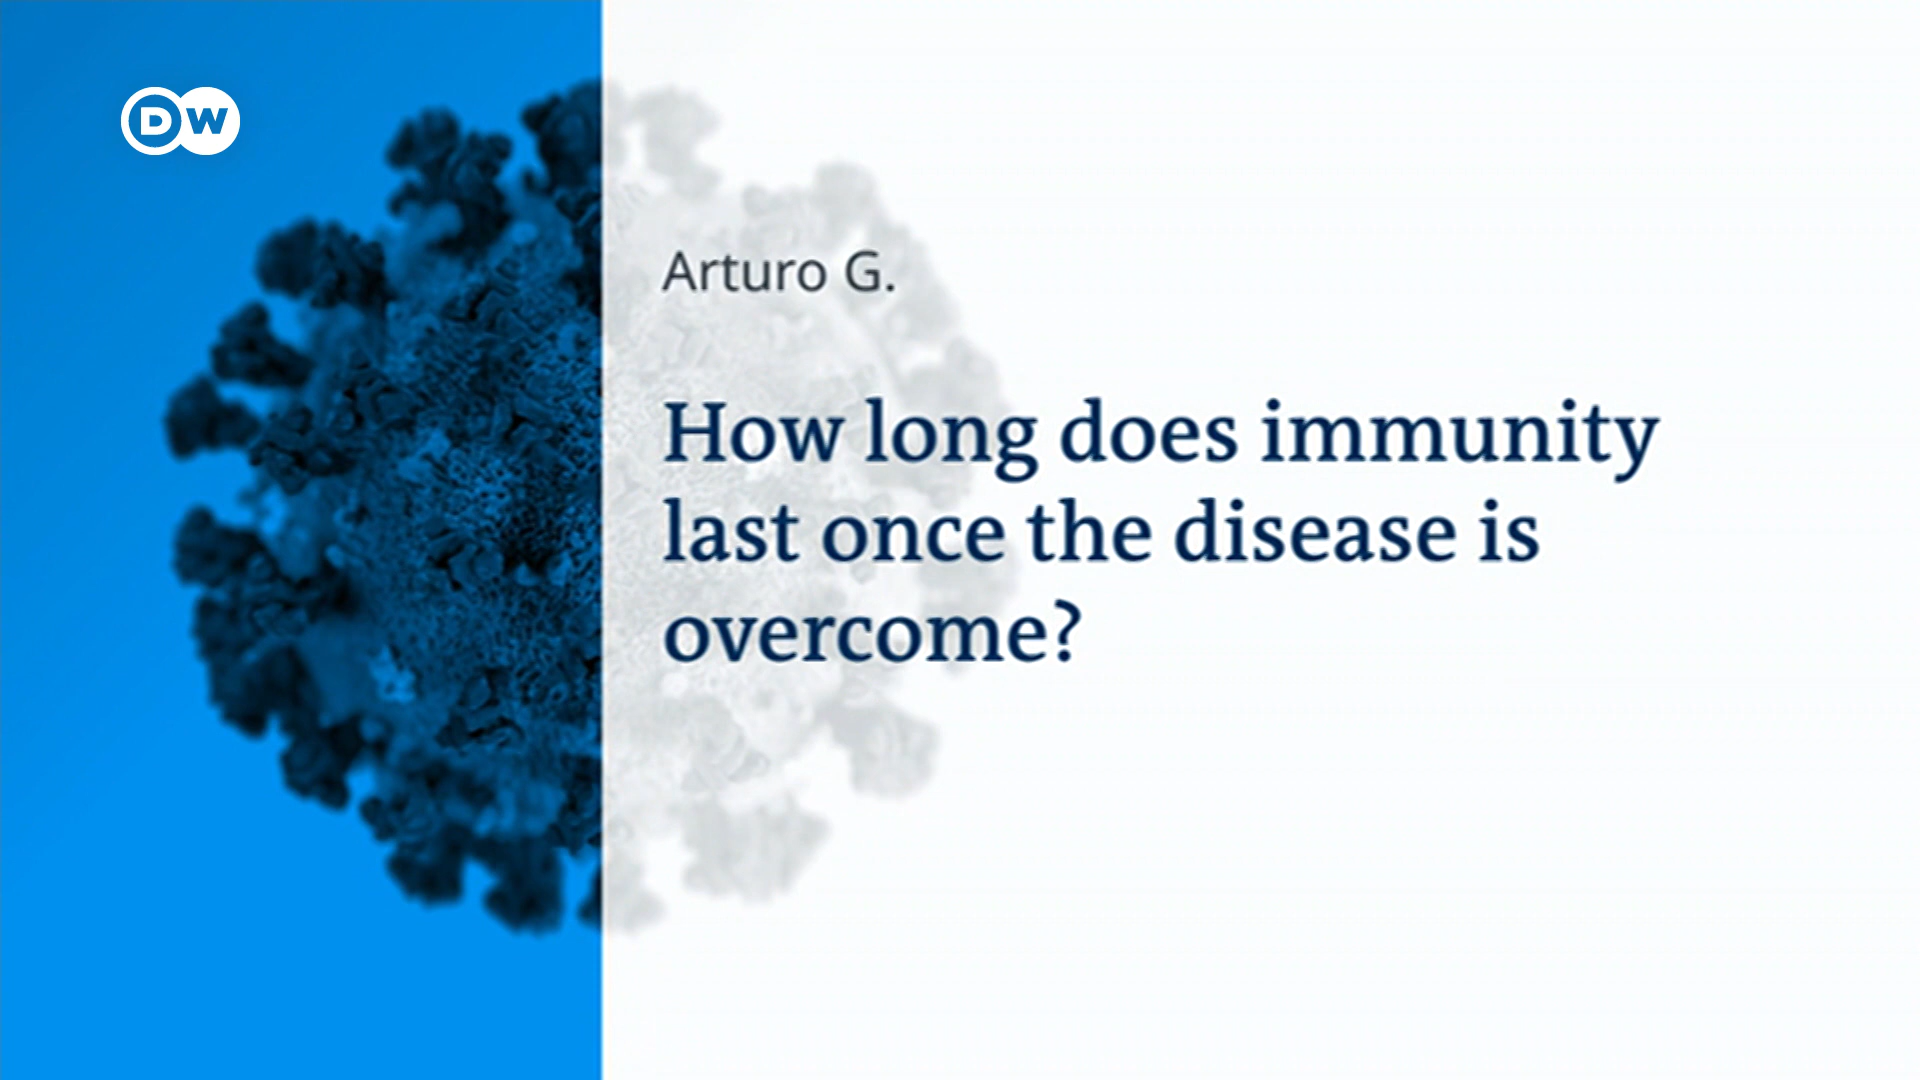 DW
Arturo G.
How long does immunity
last once the disease is
overcome?